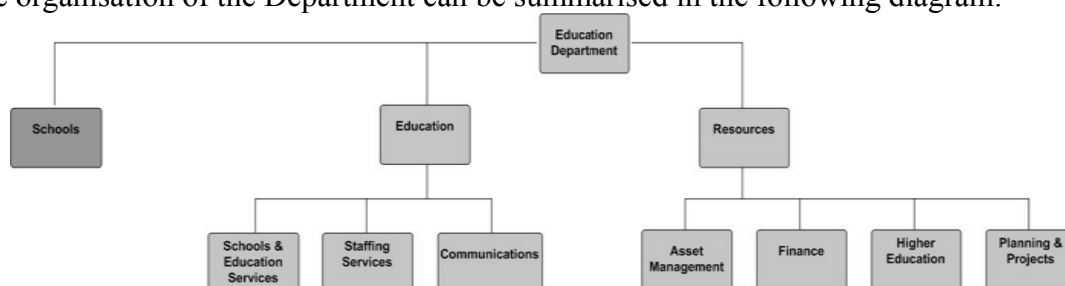 organisation of the Department can be summarised in the following diagram.
Education
Department
Schools
Education
Resources
Schools &
Education
Services
Staffing
Services
Communications
Asset
Management
Finance
Higher
Education
Planning &
Projects